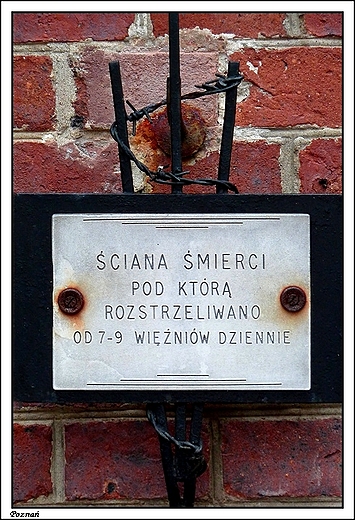 ŚCIANA ŚMIERCI
POD KTÓRĄ
ROZSTRZELIWANO
OD 7-9 WIĘŹNIÓW DZIENNIE
Poznań